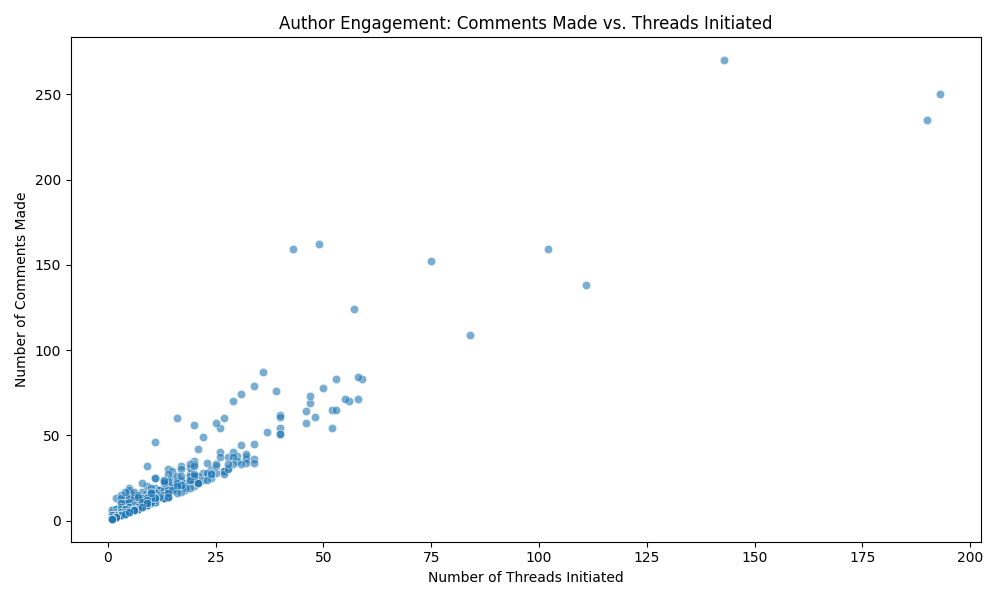 Author Engagement: Comments Made vs. Threads Initiated
Number of Comments Made
250
200
150
100
50
0
0 25 50 75 100 125 150 175 200
Number of Threads Initiated